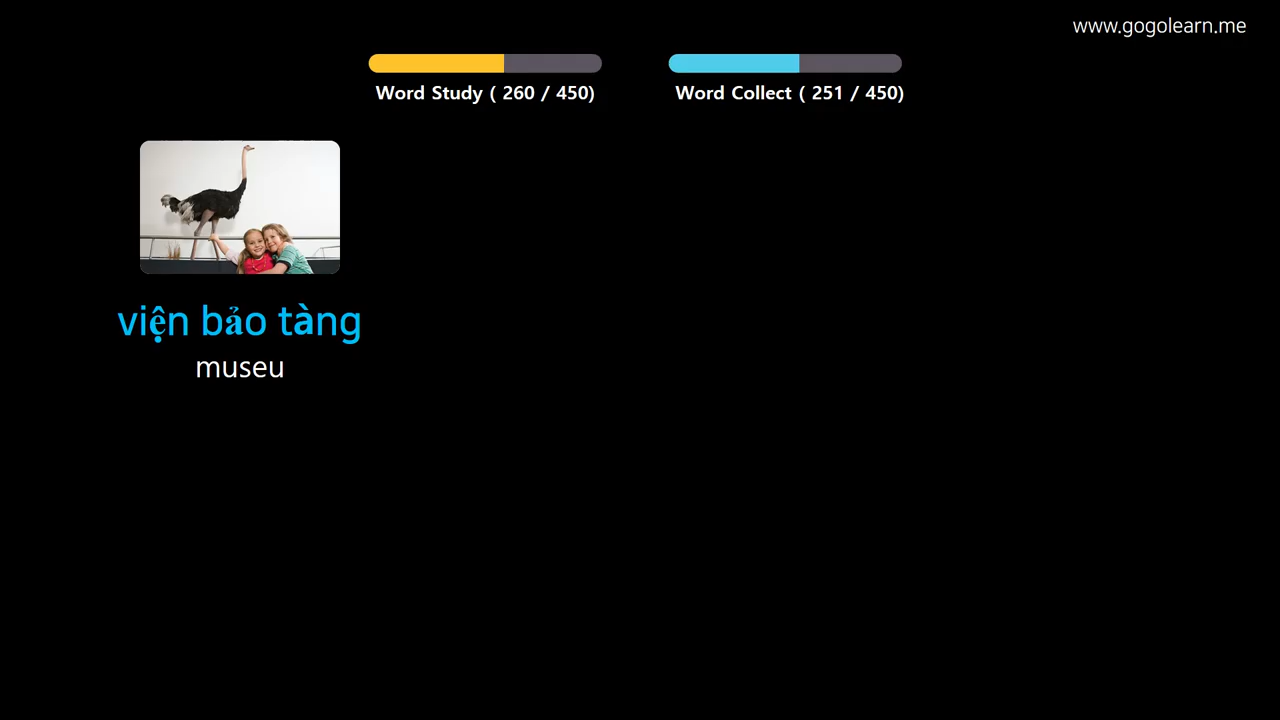 www.gogolearn.me
Word Study ( 260 / 450)
Word Collect ( 251 / 450)
viện bảo tàng
museu